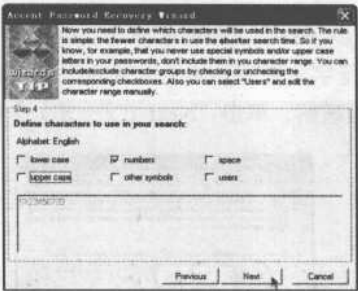 Accent Password Recovery Wizard
Now you need to define which characters will be used in the search. The rule
is simple: the fewer characters in use the shorter search time. So if you
know, for example, that you never use special symbols and/or upper case
letters in your passwords, don't include them in you character range. You can
include/exclude character groups by checking or unchecking the
corresponding checkboxes. Also you can select "Users" and edit the
character range manually.
Wizard's
TIP
Step 4
Define characters to use in your search:
Alphabet: English
lower case
numbers
space
upper case
other symbols
users
Previous
Next
Cancel